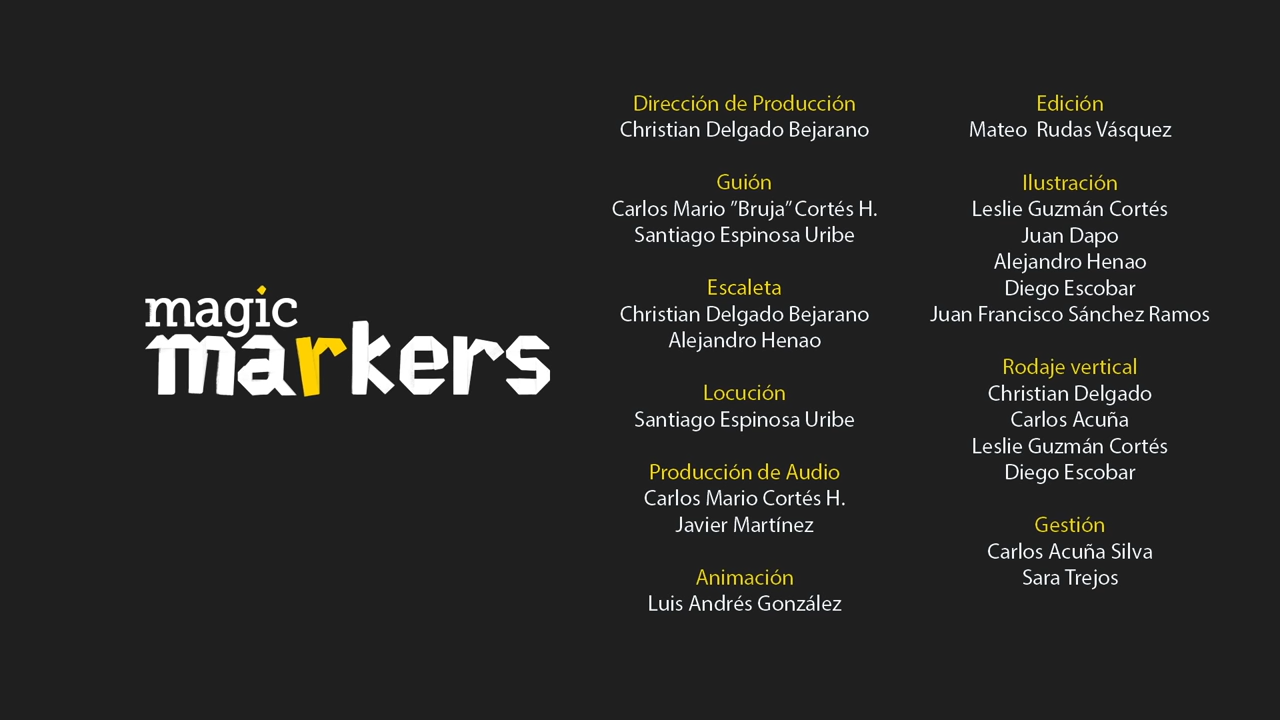 magic
markers
Dirección de Producción
Christian Delgado Bejarano
Guión
Carlos Mario ”Bruja” Cortés H.
Santiago Espinosa Uribe
Escaleta
Christian Delgado Bejarano
Alejandro Henao
Locución
Santiago Espinosa Uribe
Producción de Audio
Carlos Mario Cortés H.
Javier Martínez
Animación
Luis Andrés González
Edición
Mateo  Rudas Vásquez
Ilustración
Leslie Guzmán Cortés
Juan Dapo
Alejandro Henao
Diego Escobar
Juan Francisco Sánchez Ramos
Rodaje vertical
Christian Delgado
Carlos Acuña
Leslie Guzmán Cortés
Diego Escobar
Gestión
Carlos Acuña Silva
Sara Trejos